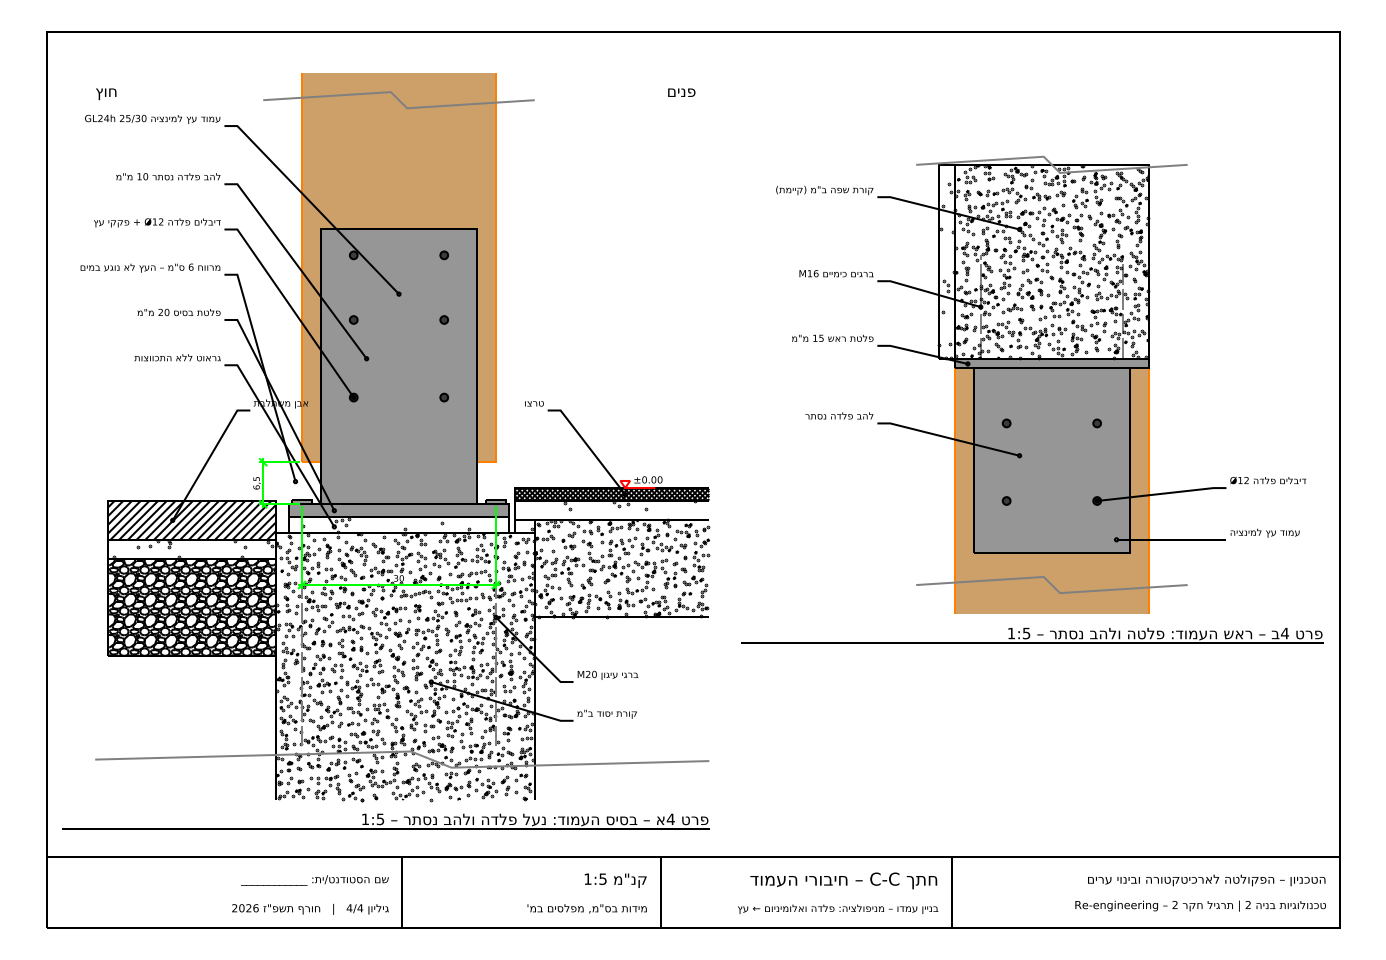 חוץ
פנים
עמוד עץ למינציה GL24h 25/30
להב פלדה נסתר 10 מ"מ
דיבלים פלדה Ø12 + פקקי עץ
מרווח 6 ס"מ – העץ לא נוגע במים
פלטת בסיס 20 מ"מ
גראוט ללא התכווצות
אבן משתלבת
טרצו
±0.00
6,5
30
ברגי עיגון M20
קורת יסוד ב"מ
פרט 4א – בסיס העמוד: נעל פלדה ולהב נסתר – 1:5
קורת שפה ב"מ (קיימת)
ברגים כימיים M16
פלטת ראש 15 מ"מ
להב פלדה נסתר
דיבלים פלדה Ø12
עמוד עץ למינציה
פרט 4ב – ראש העמוד: פלטה ולהב נסתר – 1:5
הטכניון – הפקולטה לארכיטקטורה ובינוי ערים
טכנולוגיות בניה 2 | תרגיל חקר 2 – Re-engineering
חתך C-C – חיבורי העמוד
בניין עמודו – מניפולציה: פלדה ואלומיניום ← עץ
קנ"מ 1:5
מידות בס"מ, מפלסים במ'
שם הסטודנט/ית: ____________
גיליון 4/4 | חורף תשפ"ז 2026